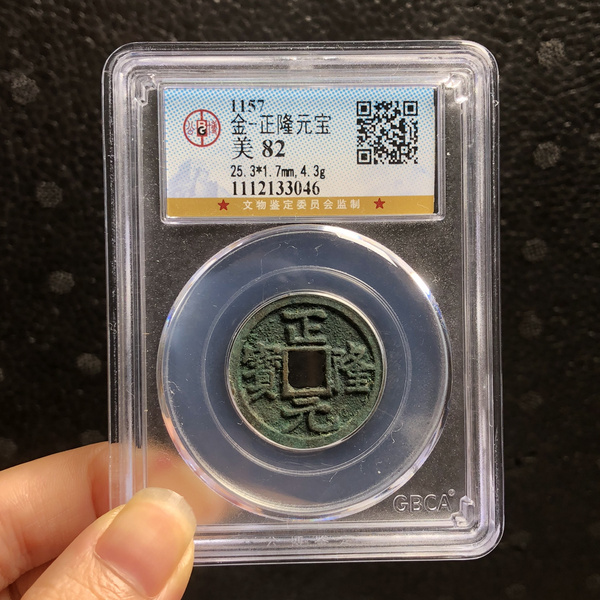 1157
金-正隆元宝
美 82
25.3*1.7mm,4.3g
1112133046
★ 文物鉴定委员会监制 ★
正
隆
元
寳
GBCA®